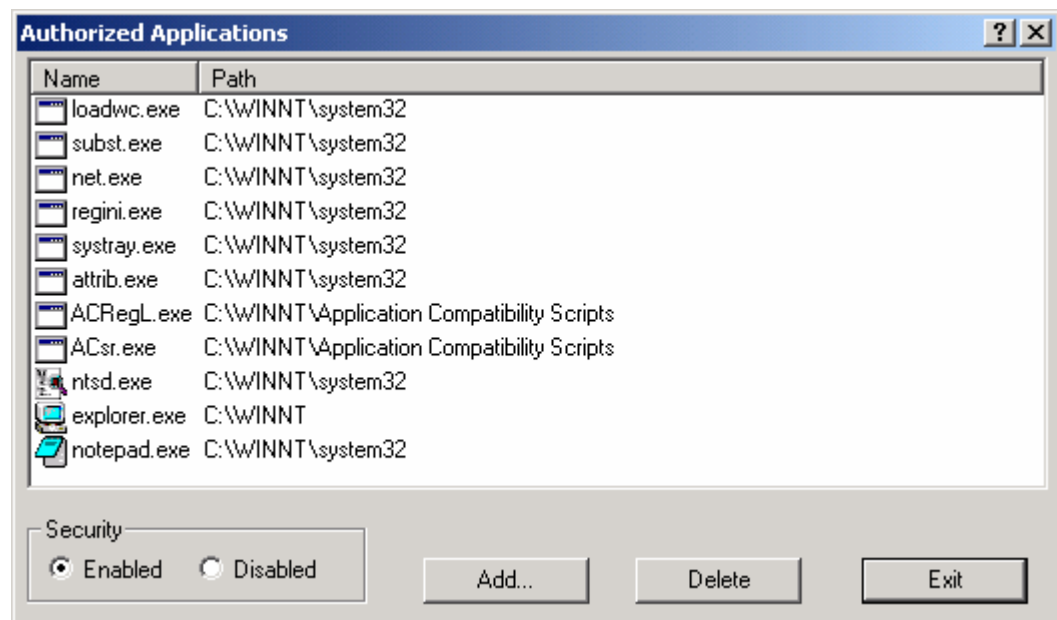 Authorized Applications
Name Path
loadwc.exe C:\WINNT\system32
subst.exe C:\WINNT\system32
net.exe C:\WINNT\system32
regini.exe C:\WINNT\system32
systray.exe C:\WINNT\system32
attrib.exe C:\WINNT\system32
ACRegL.exe C:\WINNT\Application Compatibility Scripts
ACsr.exe C:\WINNT\Application Compatibility Scripts
ntsd.exe C:\WINNT\system32
explorer.exe C:\WINNT
notepad.exe C:\WINNT\system32
Security
Enabled Disabled Add... Delete Exit